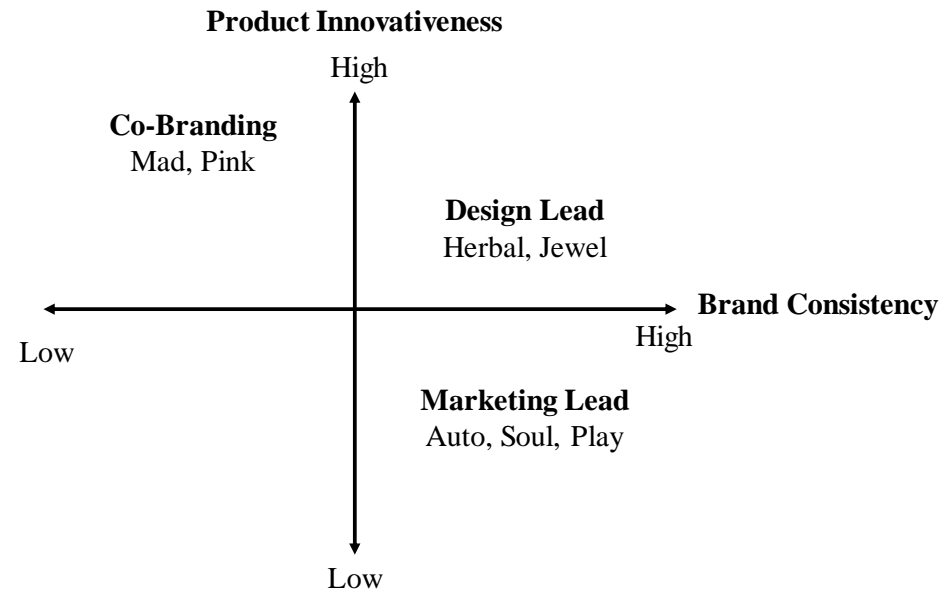 Product Innovativeness
High
Co-Branding
Mad, Pink
Design Lead
Herbal, Jewel
Brand Consistency
High
Low
Marketing Lead
Auto, Soul, Play
Low